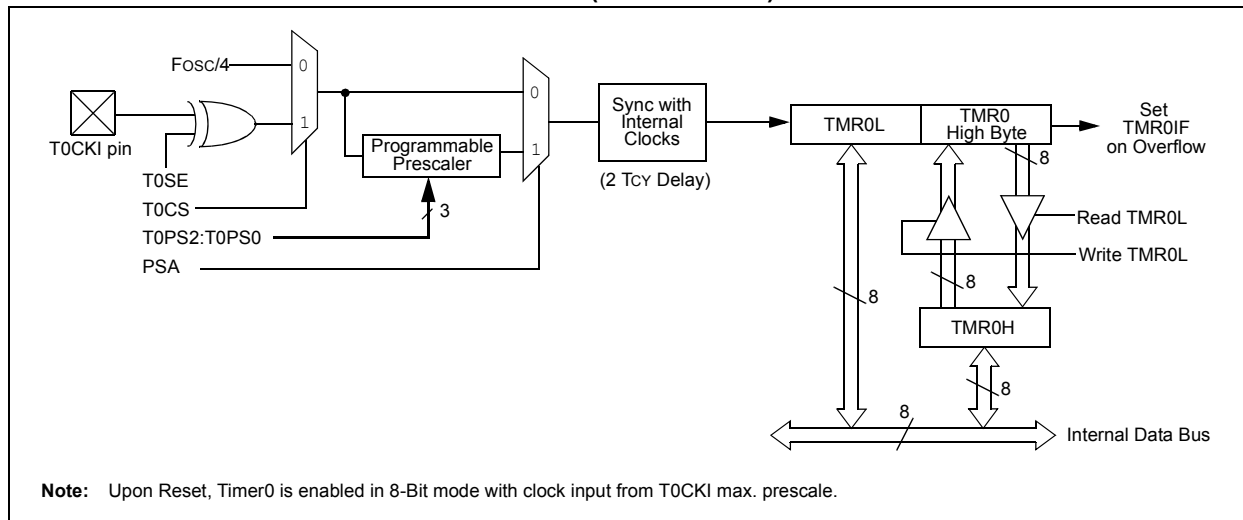 Fosc/4
0
1
T0CKI pin
T0SE
T0CS
T0PS2:T0PS0
PSA
Programmable
Prescaler
3
0
1
Sync with
Internal
Clocks
(2 TCY Delay)
TMR0L
TMR0
High Byte
Set
TMR0IF
on Overflow
8
Read TMR0L
Write TMR0L
8
8
TMR0H
8
8
Internal Data Bus
Note: Upon Reset, Timer0 is enabled in 8-Bit mode with clock input from T0CKI max. prescale.